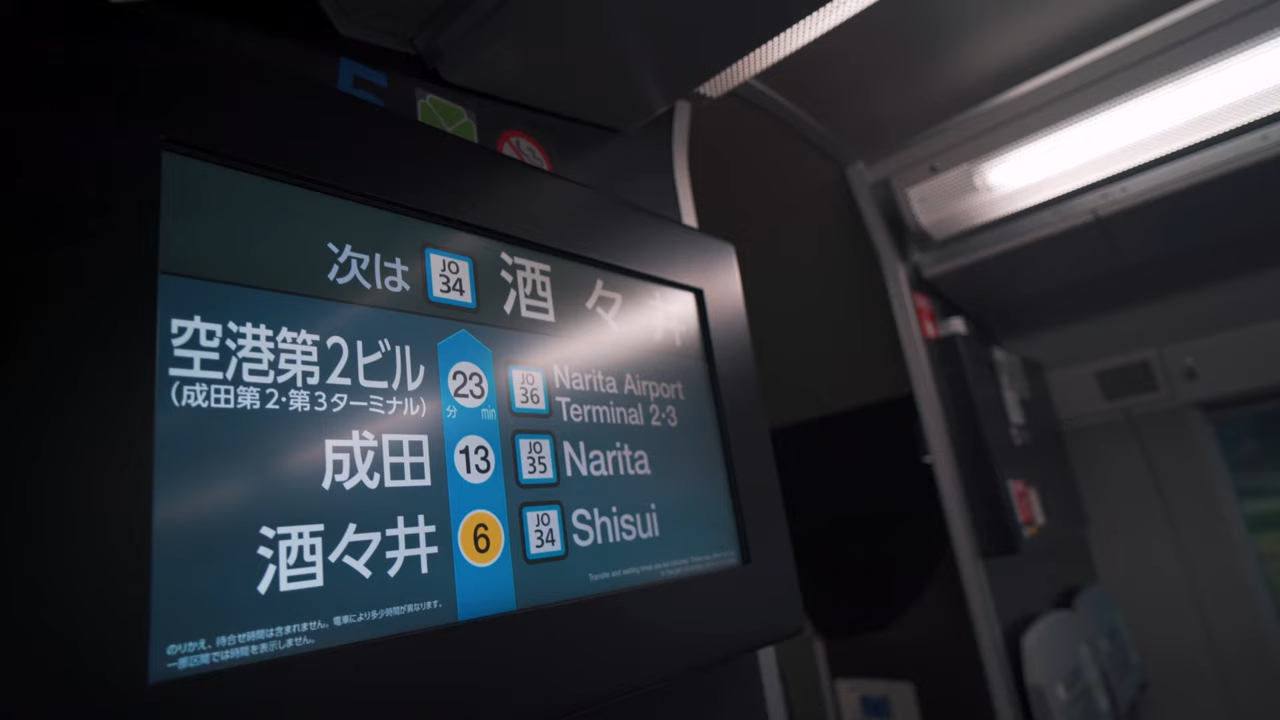 次は JO 34 酒々井
空港第2ビル 23 JO 36 Narita Airport
(成田第2・第3ターミナル) 分 min Terminal 2・3
成田 13 JO 35 Narita
酒々井 6 JO 34 Shisui
のりかえ、待合せ時間は含まれません。電車により多少時間が異なります。
一部区間では時間を表示しません。